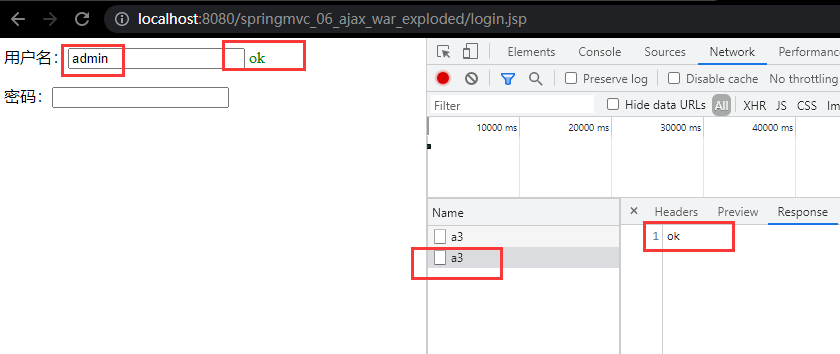 localhost:8080/springmvc_06_ajax_war_exploded/login.jsp
用户名： admin ok
密码：
Elements Console Sources Network Performance
Preserve log Disable cache No throttling
Filter Hide data URLs All XHR JS CSS Im
10000 ms 20000 ms 30000 ms 40000 ms
Name
a3
a3
× Headers Preview Response
1 ok